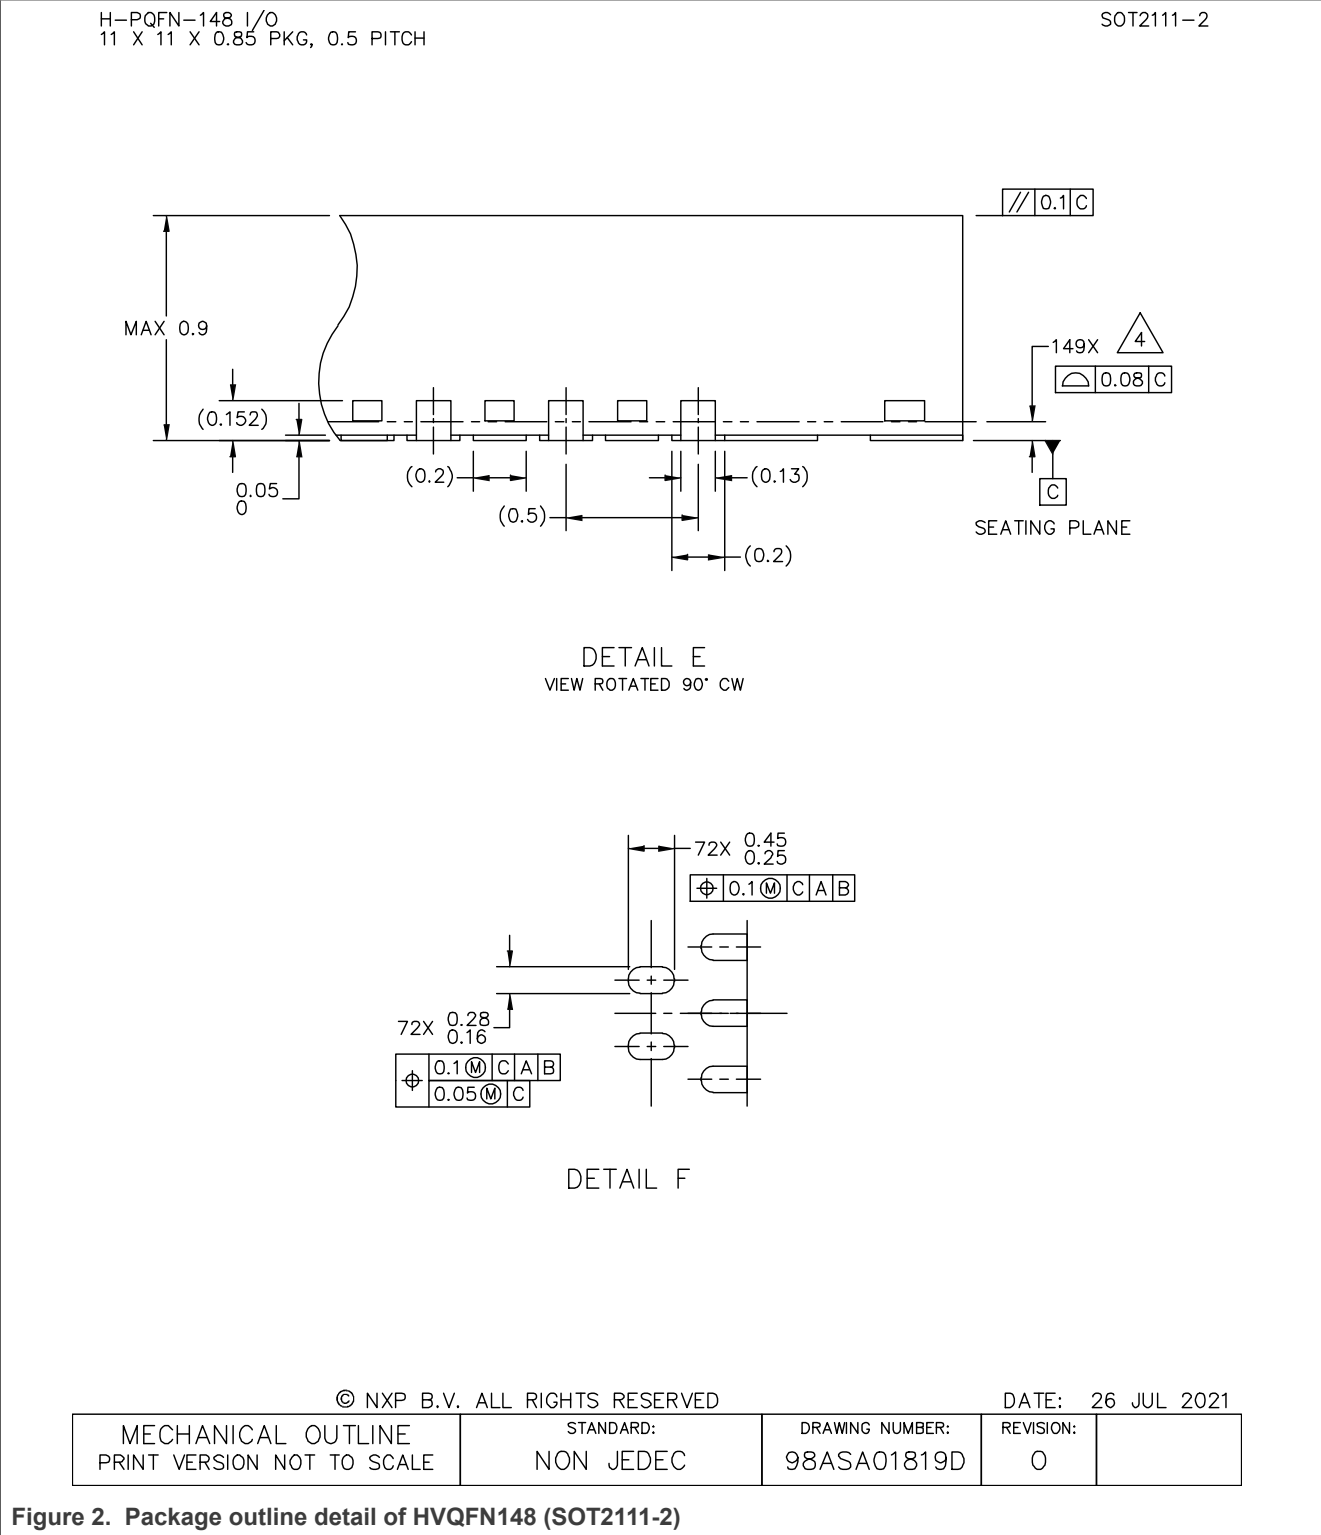 H-PQFN-148 I/O
11 X 11 X 0.85 PKG, 0.5 PITCH
SOT2111-2
// 0.1 C
MAX 0.9
149X 4
0.08 C
(0.152)
0.05
0
(0.2)
(0.13)
(0.5)
(0.2)
C
SEATING PLANE
DETAIL E
VIEW ROTATED 90° CW
72X 0.45
0.25
⌖ 0.1 Ⓜ C A B
72X 0.28
0.16
⌖ 0.1 Ⓜ C A B
0.05 Ⓜ C
DETAIL F
© NXP B.V. ALL RIGHTS RESERVED
DATE: 26 JUL 2021
MECHANICAL OUTLINE
PRINT VERSION NOT TO SCALE
STANDARD:
NON JEDEC
DRAWING NUMBER:
98ASA01819D
REVISION:
O
Figure 2. Package outline detail of HVQFN148 (SOT2111-2)